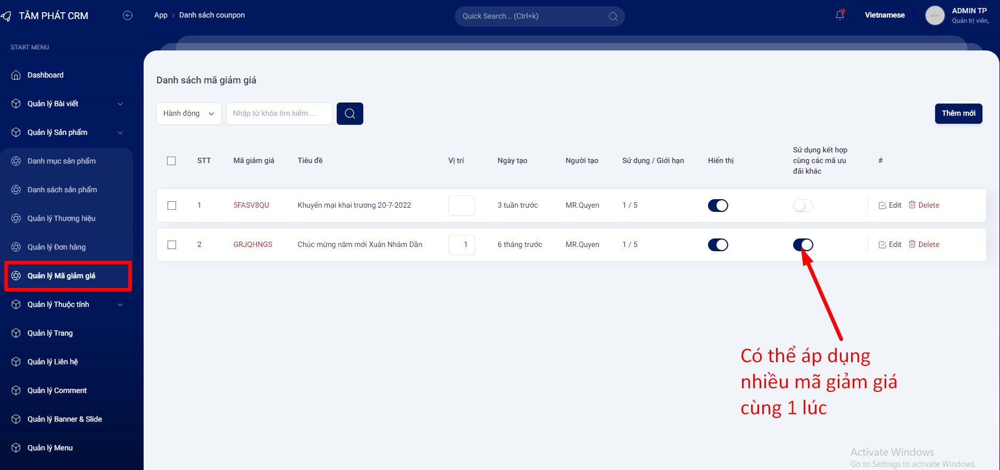 TÂM PHÁT CRM
App > Danh sách counpon
Quick Search... (Ctrl+k)
Vietnamese
ADMIN TP
Quản trị viên,
START MENU
Dashboard
Quản lý Bài viết
Quản lý Sản phẩm
Danh mục sản phẩm
Danh sách sản phẩm
Quản lý Thương hiệu
Quản lý Đơn hàng
Quản lý Mã giảm giá
Quản lý Thuộc tính
Quản lý Trang
Quản lý Liên hệ
Quản lý Comment
Quản lý Banner & Slide
Quản lý Menu
Danh sách mã giảm giá
Hành động
Nhập từ khóa tìm kiếm ...
Thêm mới
STT Mã giảm giá Tiêu đề Vị trí Ngày tạo Người tạo Sử dụng / Giới hạn Hiển thị
Sử dụng kết hợp
cùng các mã ưu
đãi khác
#
1 5FASV8QU Khuyến mại khai trương 20-7-2022 3 tuần trước MR.Quyen 1 / 5 Edit Delete
2 GRJQHNGS Chúc mừng năm mới Xuân Nhâm Dần 1 6 tháng trước MR.Quyen 1 / 5 Edit Delete
Có thể áp dụng
nhiều mã giảm giá
cùng 1 lúc
Activate Windows
Go to Settings to activate Windows.